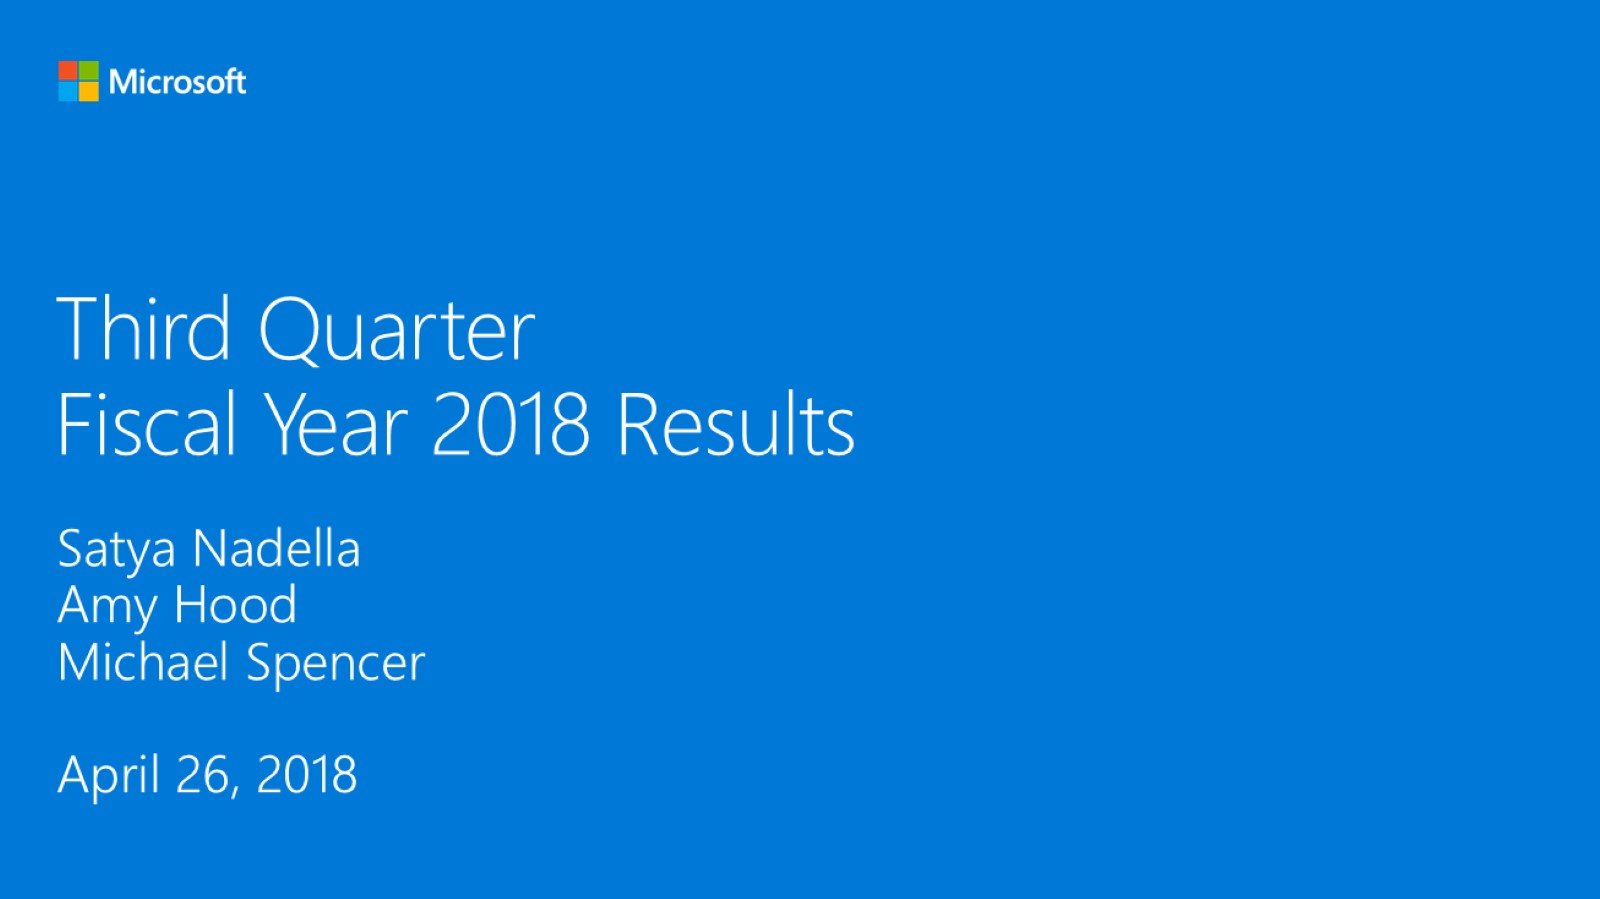 Microsoft
Third Quarter
Fiscal Year 2018 Results
Satya Nadella
Amy Hood
Michael Spencer
April 26, 2018